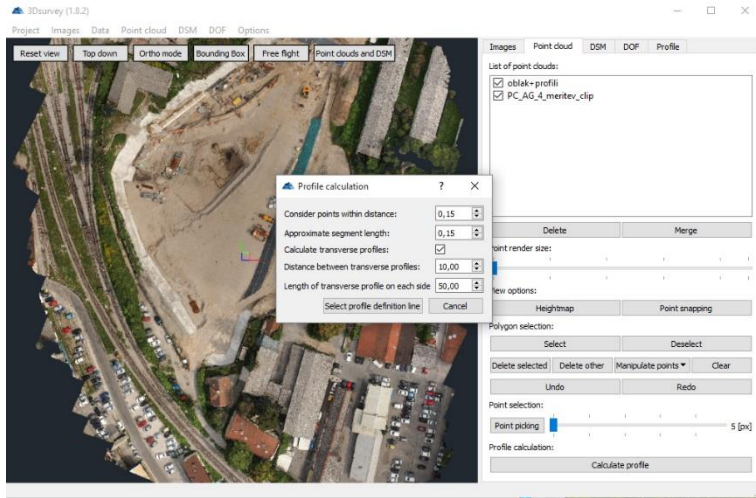 3Dsurvey (1.8.2)
Project Images Data Point cloud DSM DOF Options
Reset view Top down Ortho mode Bounding Box Free flight Point clouds and DSM
Images Point cloud DSM DOF Profile
List of point clouds:
oblak+profili
PC_AG_4_meritev_clip
Delete Merge
Point render size:
View options:
Heightmap Point snapping
Polygon selection:
Select Deselect
Delete selected Delete other Manipulate points Clear
Undo Redo
Point selection:
Point picking 5 [px]
Profile calculation:
Calculate profile
Profile calculation ?
Consider points within distance: 0,15
Approximate segment length: 0,15
Calculate transverse profiles:
Distance between transverse profiles: 10,00
Length of transverse profile on each side 50,00
Select profile definition line Cancel